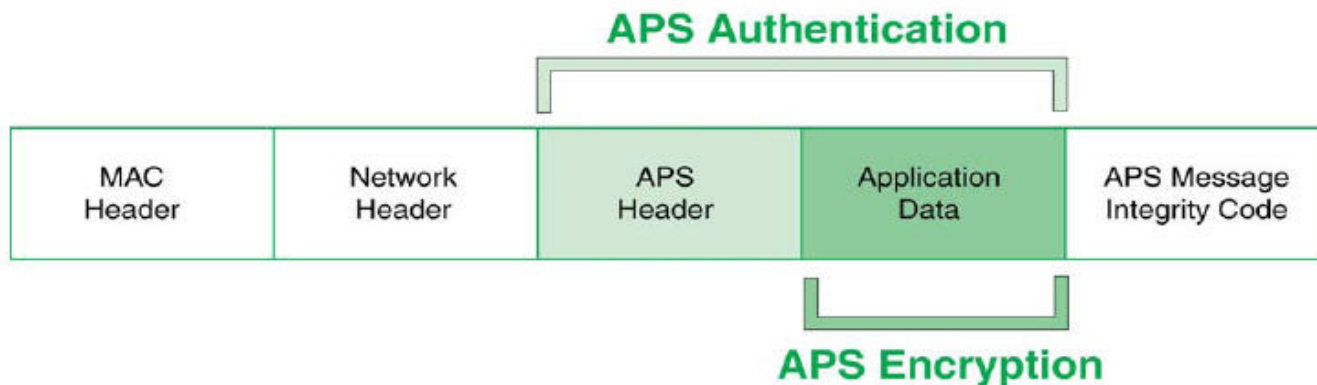 APS Authentication
MAC
Header
Network
Header
APS
Header
Application
Data
APS Message
Integrity Code
APS Encryption